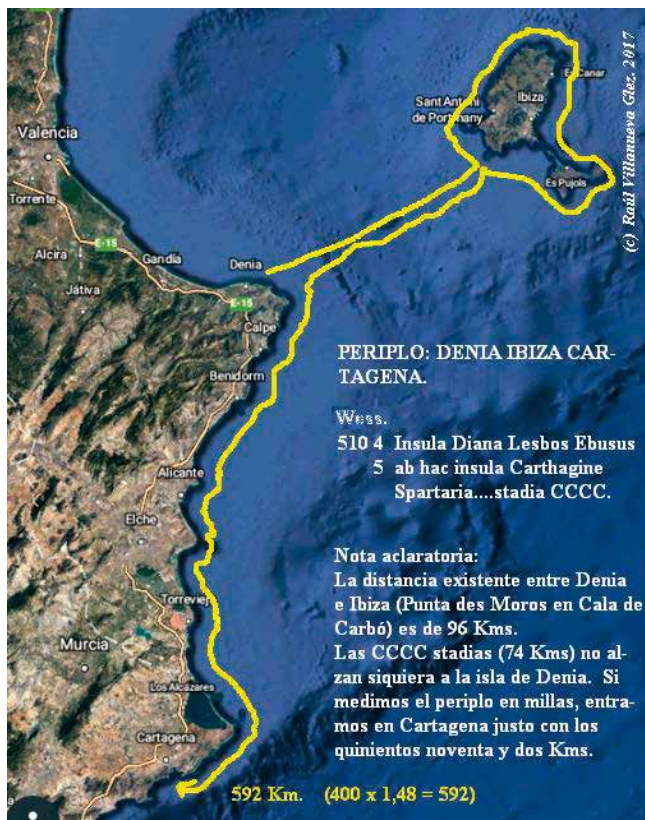 Es Canar
Sant Antoni
de Portmany
Ibiza
Es Pujols
(c) Raúl Villanueva Glez. 2017
Valencia
Torrente
E-15
Alcira
Gandía
Denia
Játiva
E-15
Calpe
Benidorm
PERIPLO: DENIA IBIZA CAR-
TAGENA.
Wess.
510 4 Insula Diana Lesbos Ebusus
5 ab hac insula Carthagine
Spartaria....stadia CCCC.
Alicante
Elche
Nota aclaratoria:
La distancia existente entre Denia
e Ibiza (Punta des Moros en Cala de
Carbó) es de 96 Kms.
Las CCCC stadias (74 Kms) no al-
zan siquiera a la isla de Denia. Si
medimos el periplo en millas, entra-
mos en Cartagena justo con los
quinientos noventa y dos Kms.
Torreviej
Murcia
Los Alcázares
Cartagena
592 Km. (400 x 1,48 = 592)